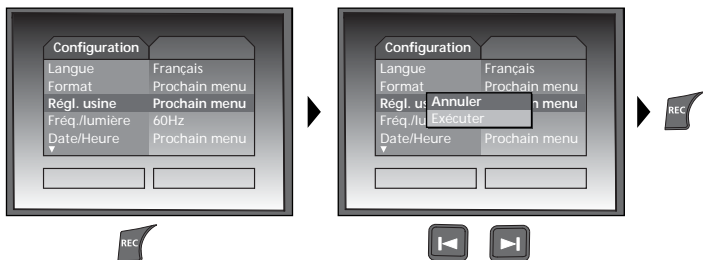 Configuration
Langue Français
Format Prochain menu
Régl. usine Prochain menu
Fréq./lumière 60Hz
Date/Heure Prochain menu
REC
Configuration
Langue Français
Format Prochain menu
Régl. us n menu
Annuler
Fréq./lu
Exécuter
Date/Heure Prochain menu
REC